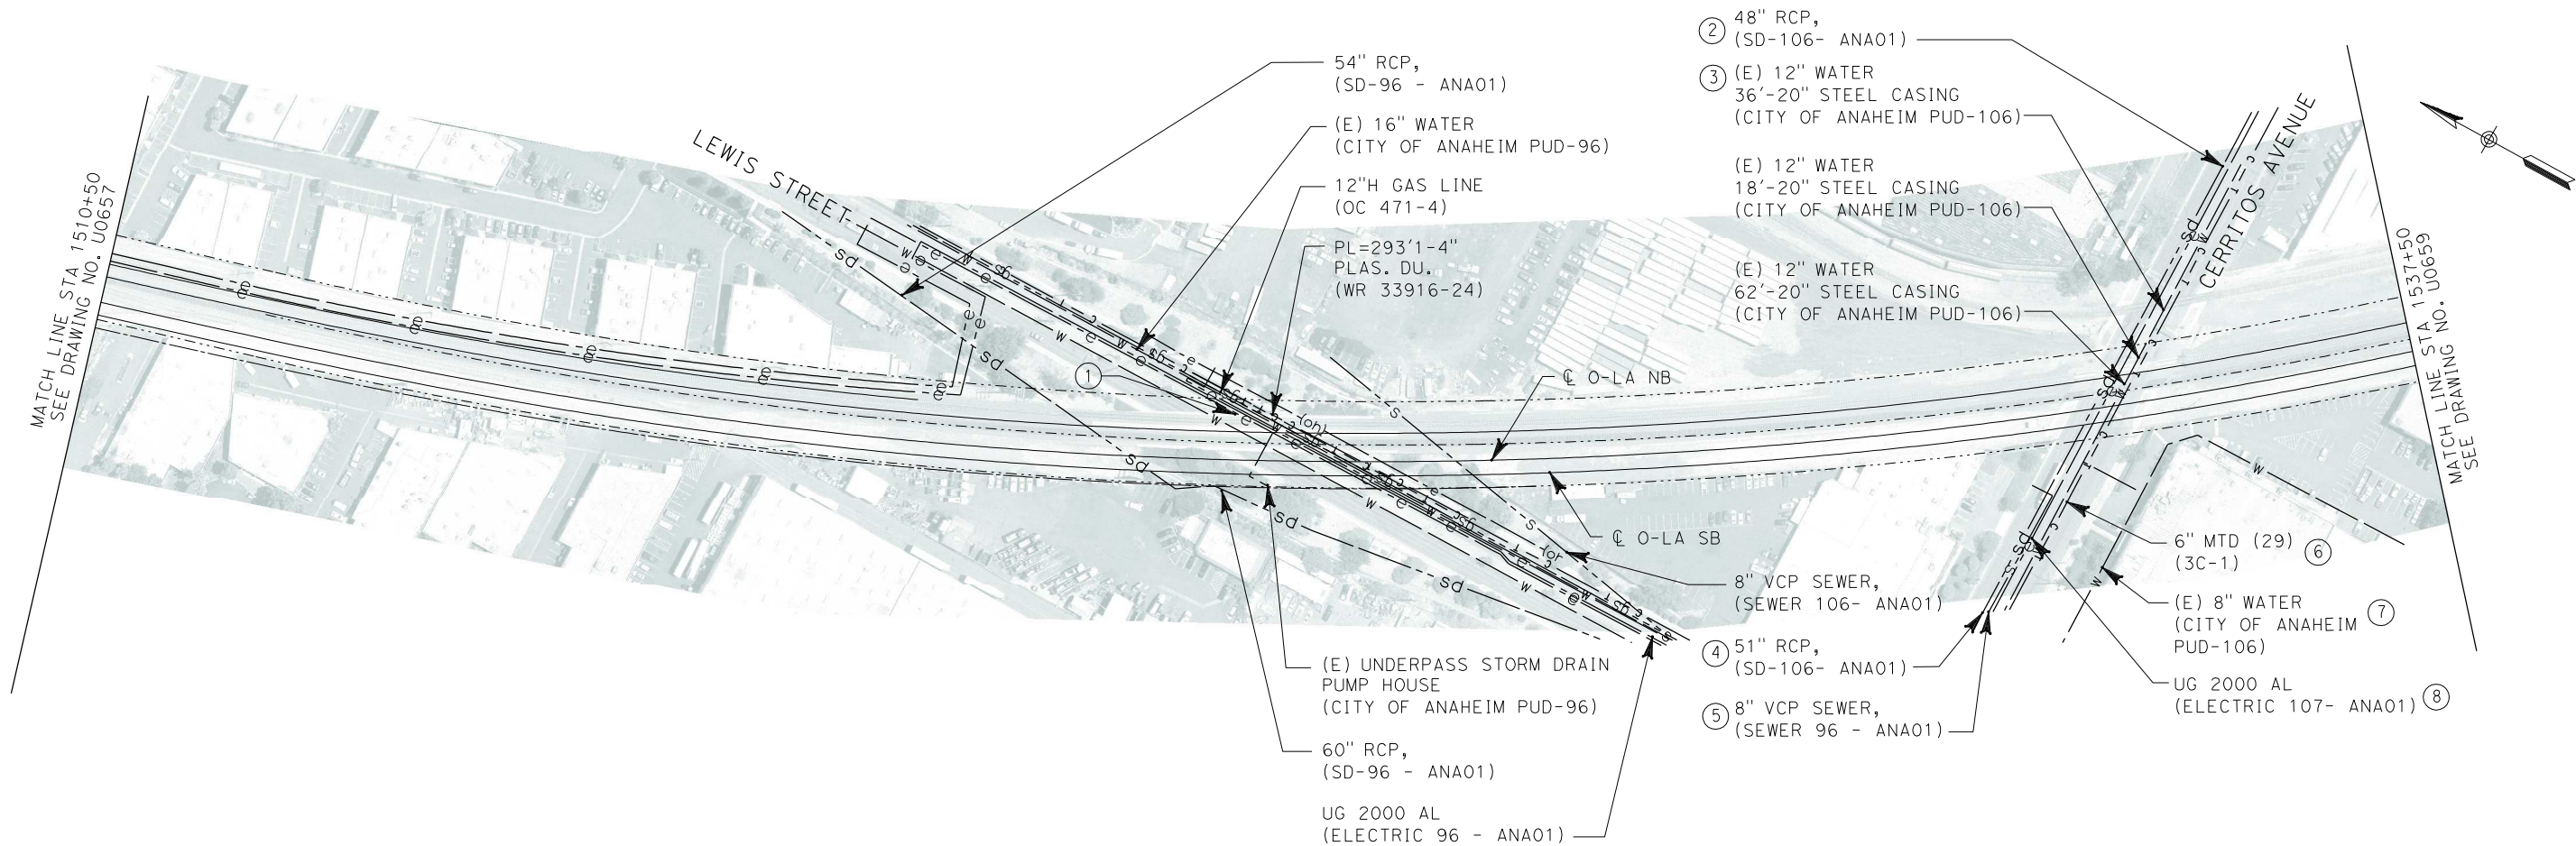 MATCH LINE STA 1510+50
SEE DRAWING NO. U0657
LEWIS STREET
54" RCP,
(SD-96 - ANA01)
(E) 16" WATER
(CITY OF ANAHEIM PUD-96)
12"H GAS LINE
(OC 471-4)
PL=293'1-4"
PLAS. DU.
(WR 33916-24)
1
℄ O-LA NB
℄ O-LA SB
(E) UNDERPASS STORM DRAIN
PUMP HOUSE
(CITY OF ANAHEIM PUD-96)
60" RCP,
(SD-96 - ANA01)
UG 2000 AL
(ELECTRIC 96 - ANA01)
2 48" RCP,
(SD-106- ANA01)
3 (E) 12" WATER
36'-20" STEEL CASING
(CITY OF ANAHEIM PUD-106)
(E) 12" WATER
18'-20" STEEL CASING
(CITY OF ANAHEIM PUD-106)
(E) 12" WATER
62'-20" STEEL CASING
(CITY OF ANAHEIM PUD-106)
8" VCP SEWER,
(SEWER 106- ANA01)
4 51" RCP,
(SD-106- ANA01)
5 8" VCP SEWER,
(SEWER 96 - ANA01)
CERRITOS AVENUE
6" MTD (29) 6
(3C-1)
(E) 8" WATER
(CITY OF ANAHEIM 7
PUD-106)
UG 2000 AL
(ELECTRIC 107- ANA01) 8
MATCH LINE STA 1537+50
SEE DRAWING NO. U0659
sd
sd
sd
sd
sd
sd
w
w
w
w
e
e
e
s
s
w
w